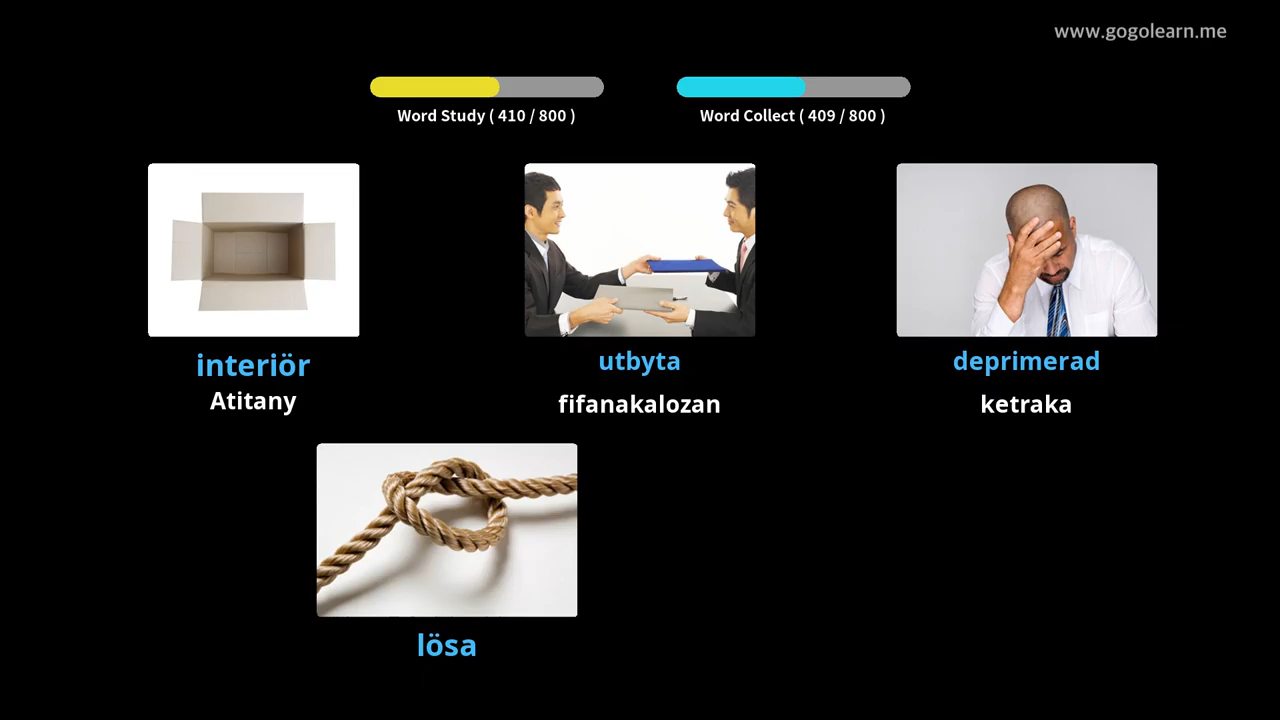 www.gogolearn.me
Word Study ( 410 / 800 )
Word Collect ( 409 / 800 )
interiör
Atitany
utbyta
fifanakalozan
deprimerad
ketraka
lösa